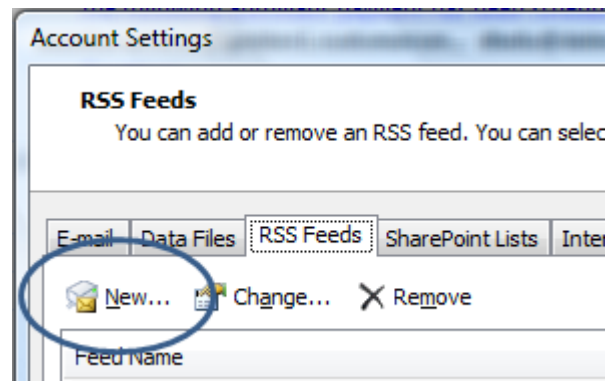 Account Settings
RSS Feeds
You can add or remove an RSS feed. You can selec
E-mail Data Files RSS Feeds SharePoint Lists Inter
New... Change... Remove
Feed Name